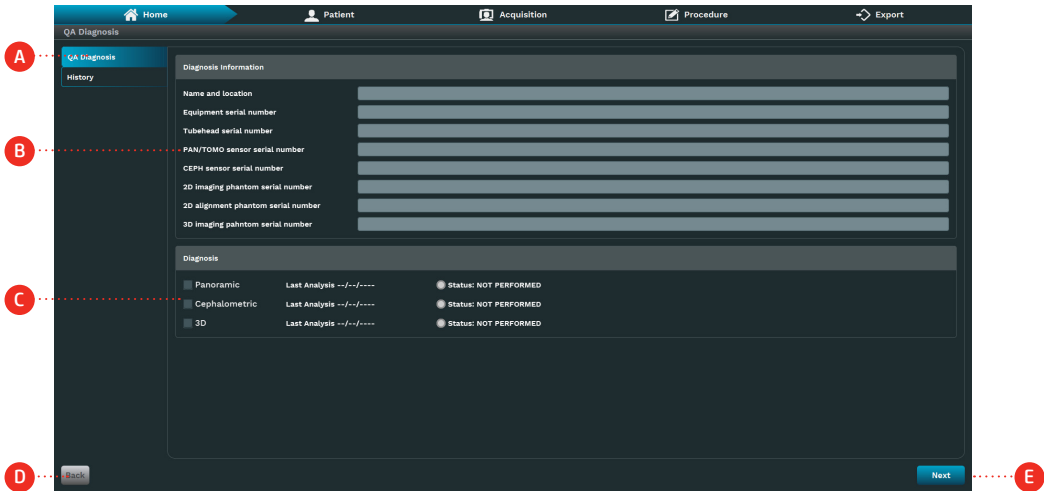 Home Patient Acquisition Procedure Export
QA Diagnosis
A QA Diagnosis
History
Diagnosis Information
Name and location
Equipment serial number
Tubehead serial number
B PAN/TOMO sensor serial number
CEPH sensor serial number
2D imaging phantom serial number
2D alignment phantom serial number
3D imaging pahntom serial number
Diagnosis
Panoramic Last Analysis --/--/---- Status: NOT PERFORMED
C Cephalometric Last Analysis --/--/---- Status: NOT PERFORMED
3D Last Analysis --/--/---- Status: NOT PERFORMED
D Back Next E